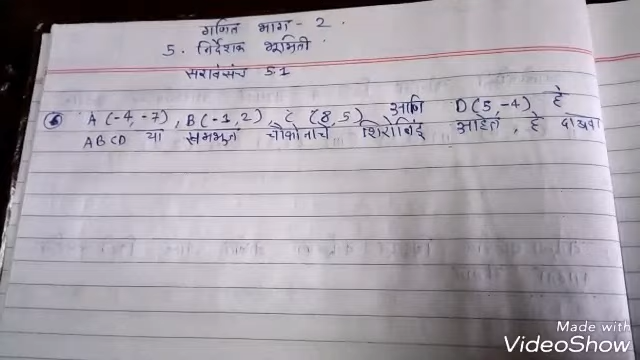 गणित भाग - 2.
5. निर्देशक भूमिती
सरावसंच 5.1
6 A (-4,-7), B(-1,2), C (8,5) आणि D(5,-4) हे
ABCD या समभुज चौकोनाचे शिरोबिंदू आहेत, हे दाखवा
Made with
VideoShow